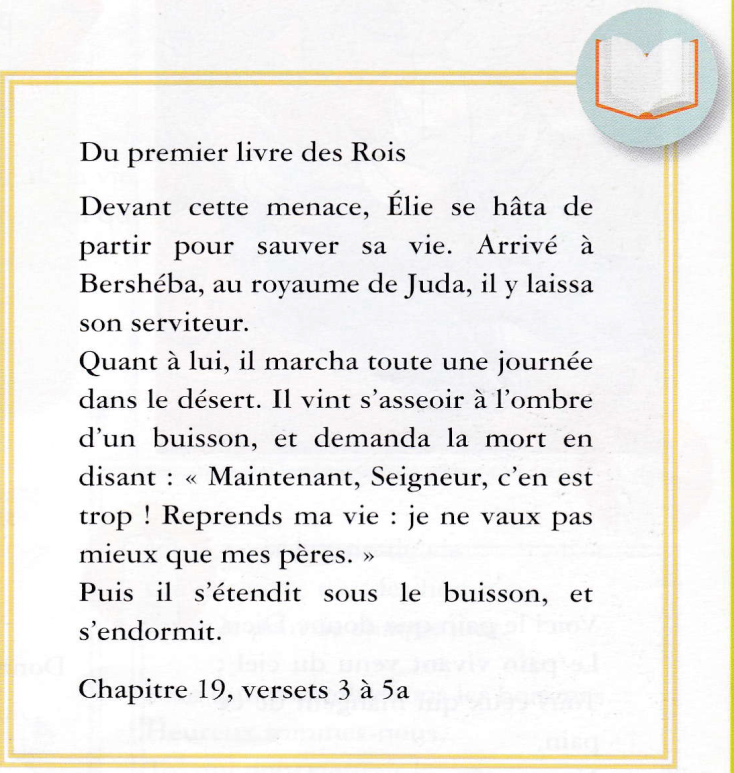 Du premier livre des Rois
Devant cette menace, Élie se hâta de
partir pour sauver sa vie. Arrivé à
Bershéba, au royaume de Juda, il y laissa
son serviteur.
Quant à lui, il marcha toute une journée
dans le désert. Il vint s’asseoir à l’ombre
d’un buisson, et demanda la mort en
disant : « Maintenant, Seigneur, c’en est
trop ! Reprends ma vie : je ne vaux pas
mieux que mes pères. »
Puis il s’étendit sous le buisson, et
s’endormit.
Chapitre 19, versets 3 à 5a